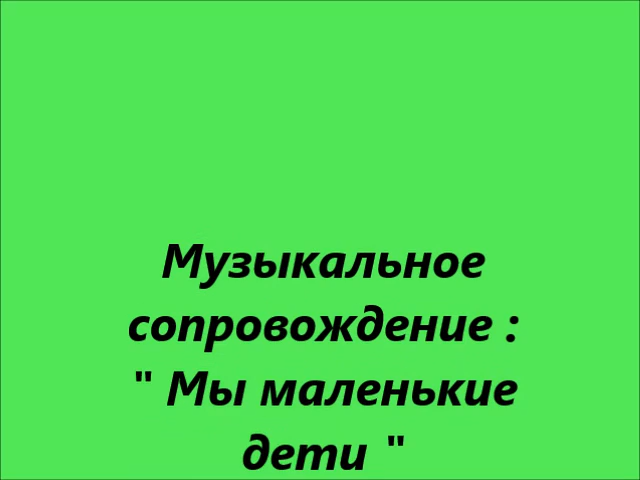 Музыкальное
сопровождение :
" Мы маленькие
дети "